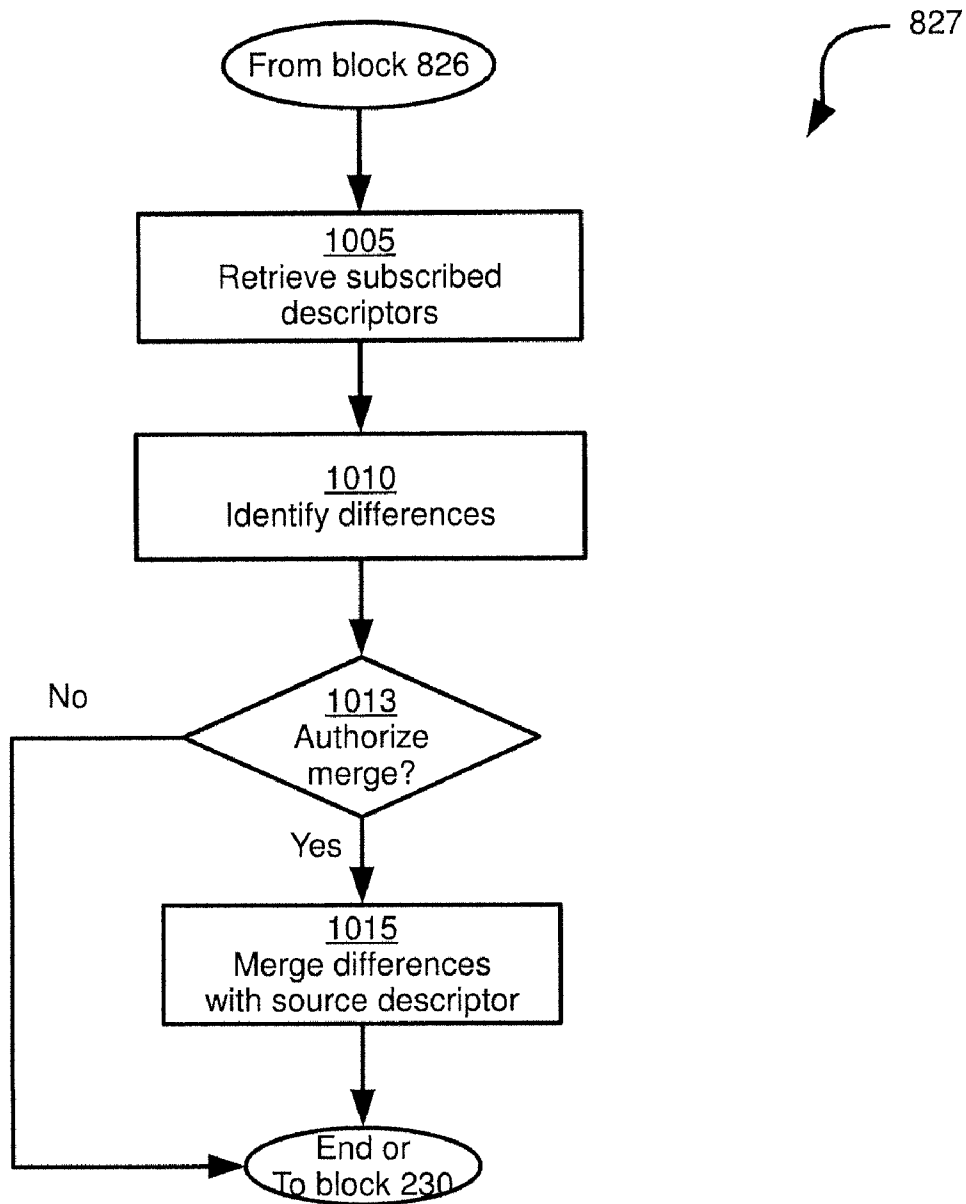 827
From block 826
1005
Retrieve subscribed
descriptors
1010
Identify differences
No
1013
Authorize
merge?
Yes
1015
Merge differences
with source descriptor
End or
To block 230